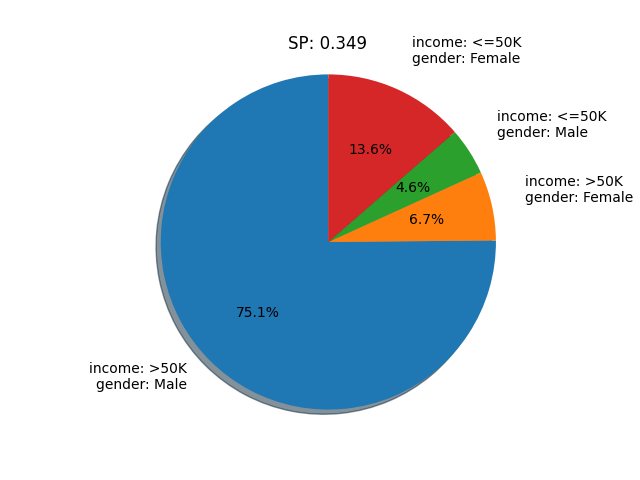 SP: 0.349
income: <=50K
gender: Female
income: <=50K
gender: Male
income: >50K
gender: Female
13.6%
4.6%
6.7%
75.1%
income: >50K
gender: Male